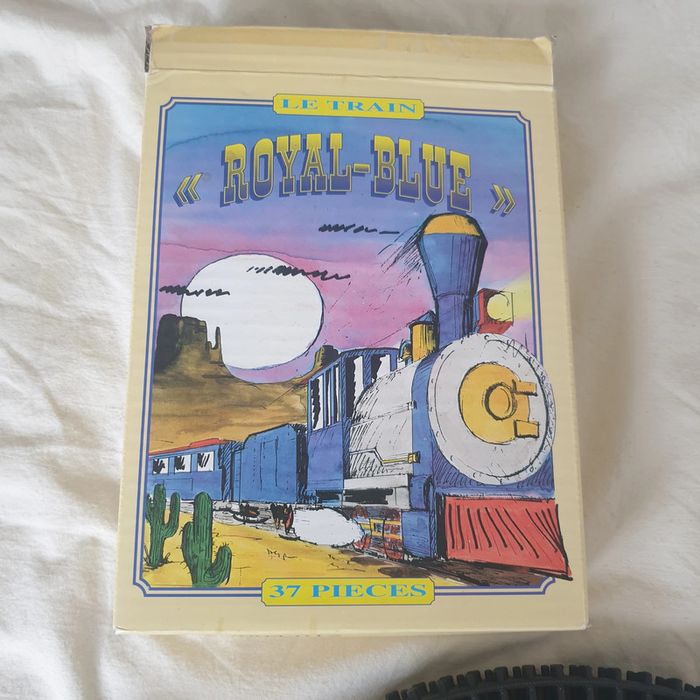 LE TRAIN
« ROYAL-BLUE »
37 PIECES